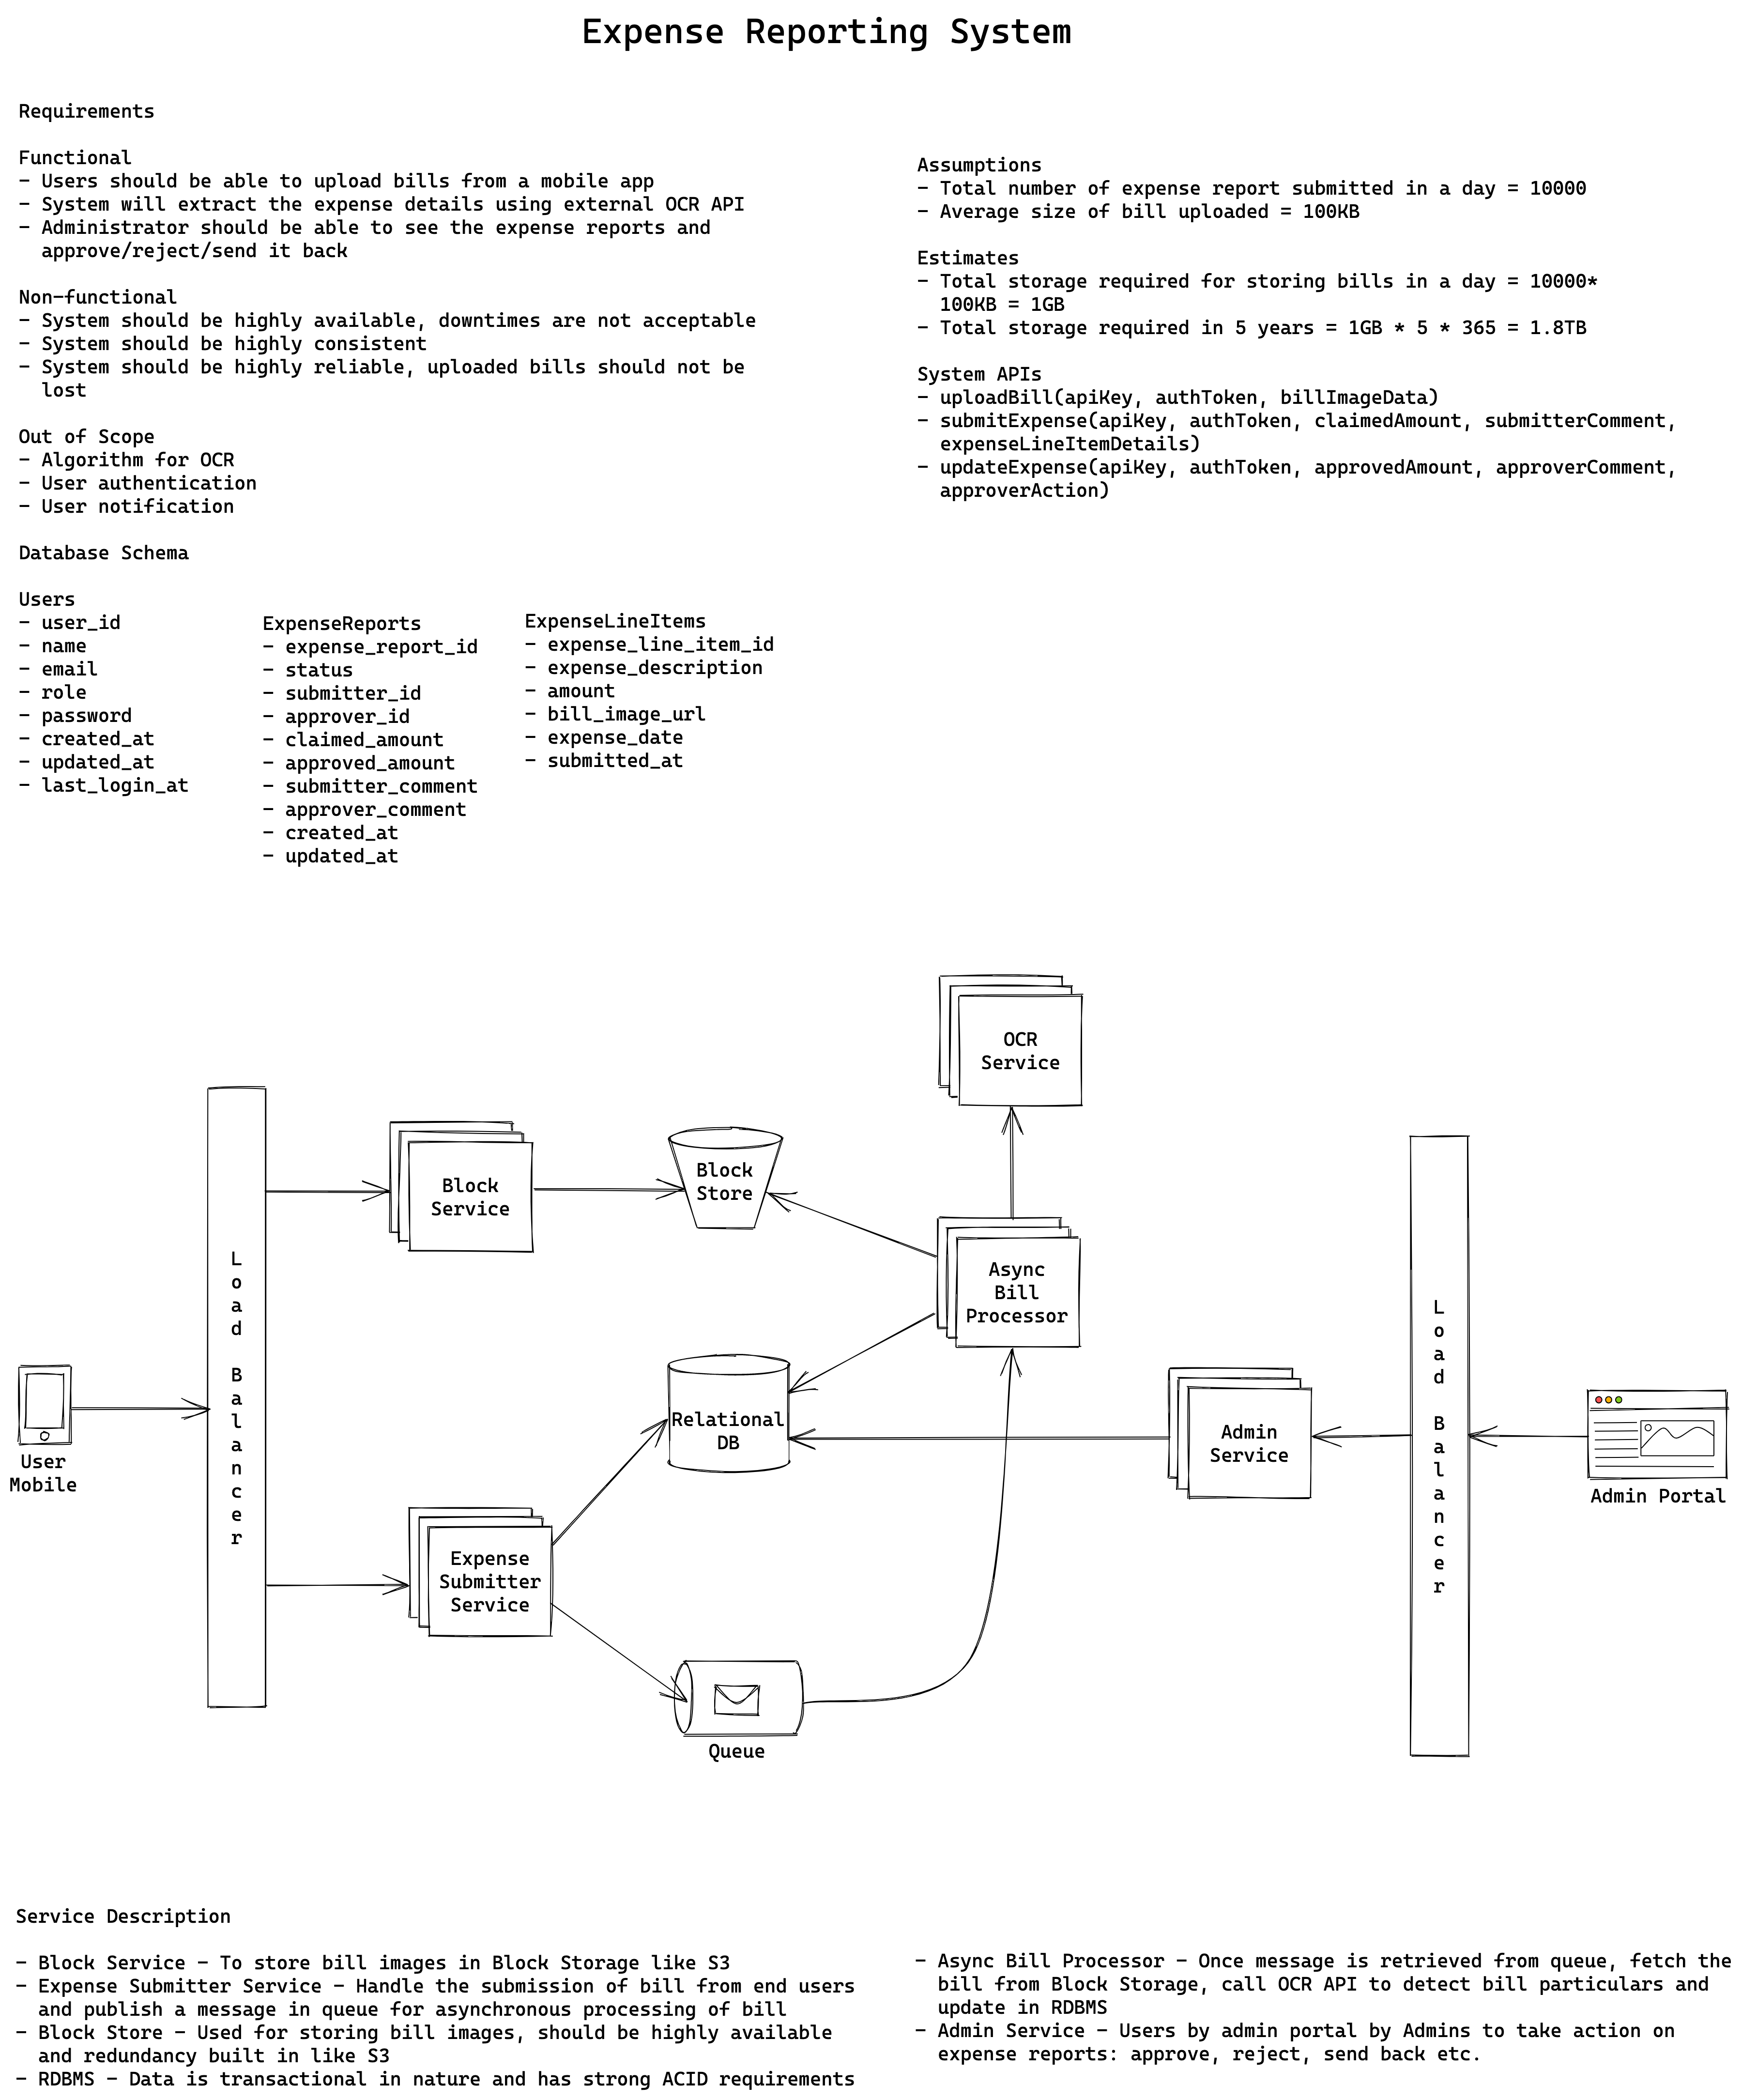 Expense Reporting System
Requirements
Functional
- Users should be able to upload bills from a mobile app
- System will extract the expense details using external OCR API
- Administrator should be able to see the expense reports and
approve/reject/send it back
Non-functional
- System should be highly available, downtimes are not acceptable
- System should be highly consistent
- System should be highly reliable, uploaded bills should not be
lost
Out of Scope
- Algorithm for OCR
- User authentication
- User notification
Assumptions
- Total number of expense report submitted in a day = 10000
- Average size of bill uploaded = 100KB
Estimates
- Total storage required for storing bills in a day = 10000*
100KB = 1GB
- Total storage required in 5 years = 1GB * 5 * 365 = 1.8TB
System APIs
- uploadBill(apiKey, authToken, billImageData)
- submitExpense(apiKey, authToken, claimedAmount, submitterComment,
expenseLineItemDetails)
- updateExpense(apiKey, authToken, approvedAmount, approverComment,
approverAction)
Database Schema
Users
- user_id
- name
- email
- role
- password
- created_at
- updated_at
- last_login_at
ExpenseReports
- expense_report_id
- status
- submitter_id
- approver_id
- claimed_amount
- approved_amount
- submitter_comment
- approver_comment
- created_at
- updated_at
ExpenseLineItems
- expense_line_item_id
- expense_description
- amount
- bill_image_url
- expense_date
- submitted_at
OCR
Service
Block
Service
Block
Store
Async
Bill
Processor
Load Balancer
User
Mobile
Relational
DB
Admin
Service
Load Balancer
Admin Portal
Expense
Submitter
Service
Queue
Service Description
- Block Service - To store bill images in Block Storage like S3
- Expense Submitter Service - Handle the submission of bill from end users
and publish a message in queue for asynchronous processing of bill
- Block Store - Used for storing bill images, should be highly available
and redundancy built in like S3
- RDBMS - Data is transactional in nature and has strong ACID requirements
- Async Bill Processor - Once message is retrieved from queue, fetch the
bill from Block Storage, call OCR API to detect bill particulars and
update in RDBMS
- Admin Service - Users by admin portal by Admins to take action on
expense reports: approve, reject, send back etc.